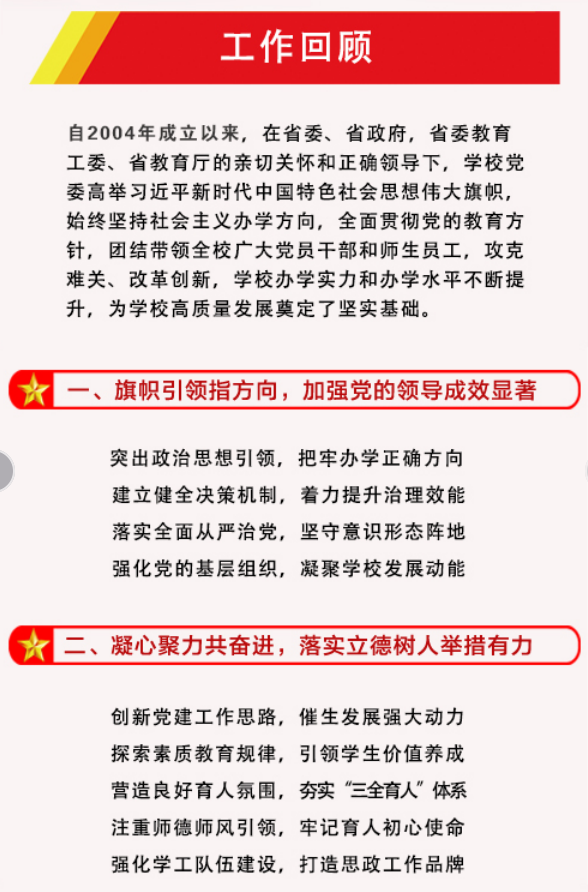 工作回顾
自2004年成立以来，在省委、省政府，省委教育
工委、省教育厅的亲切关怀和正确领导下，学校党
委高举习近平新时代中国特色社会思想伟大旗帜，
始终坚持社会主义办学方向，全面贯彻党的教育方
针，团结带领全校广大党员干部和师生员工，攻克
难关、改革创新，学校办学实力和办学水平不断提
升，为学校高质量发展奠定了坚实基础。
一、旗帜引领指方向，加强党的领导成效显著
突出政治思想引领，把牢办学正确方向
建立健全决策机制，着力提升治理效能
落实全面从严治党，坚守意识形态阵地
强化党的基层组织，凝聚学校发展动能
二、凝心聚力共奋进，落实立德树人举措有力
创新党建工作思路，催生发展强大动力
探索素质教育规律，引领学生价值养成
营造良好育人氛围，夯实“三全育人”体系
注重师德师风引领，牢记育人初心使命
强化学工队伍建设，打造思政工作品牌